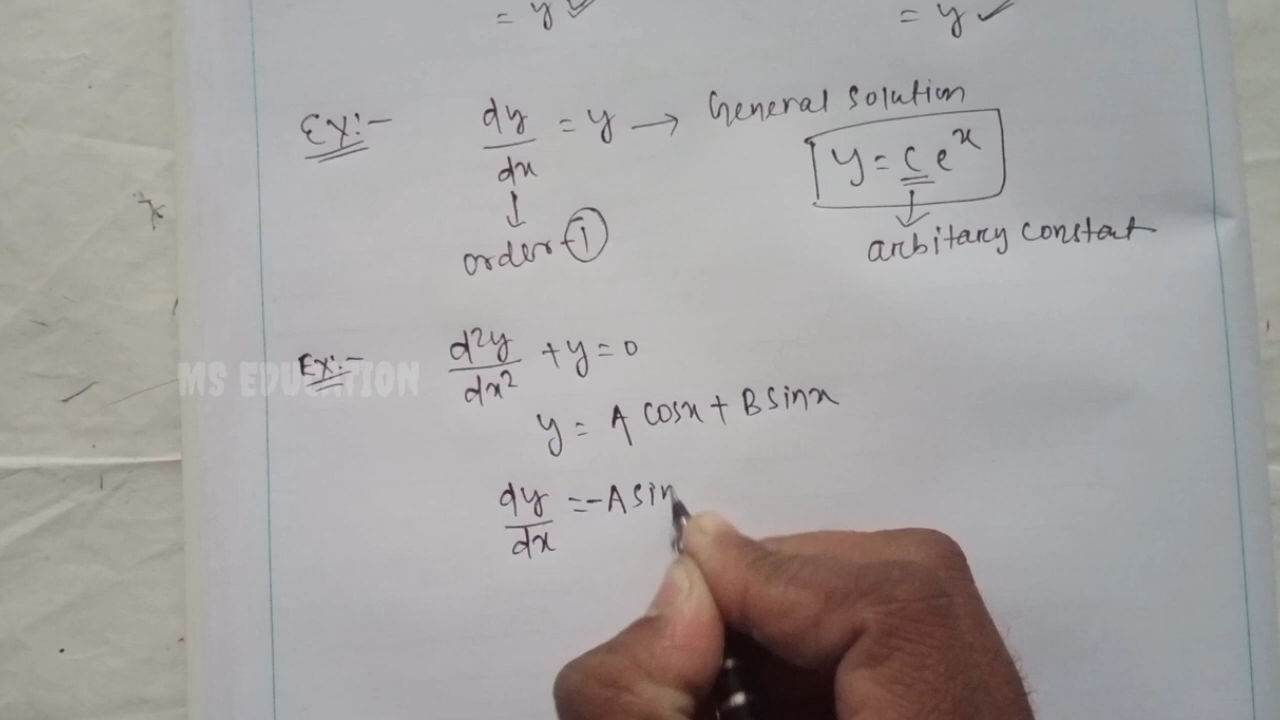 = y ✓ = y ✓
Ex:- dy/dx = y → General solution
y = c e^x
order-①
arbitary constant
Ex:- d²y/dx² + y = 0
MS EDUCATION
y = A cosx + B sinx
dy/dx = -A sin